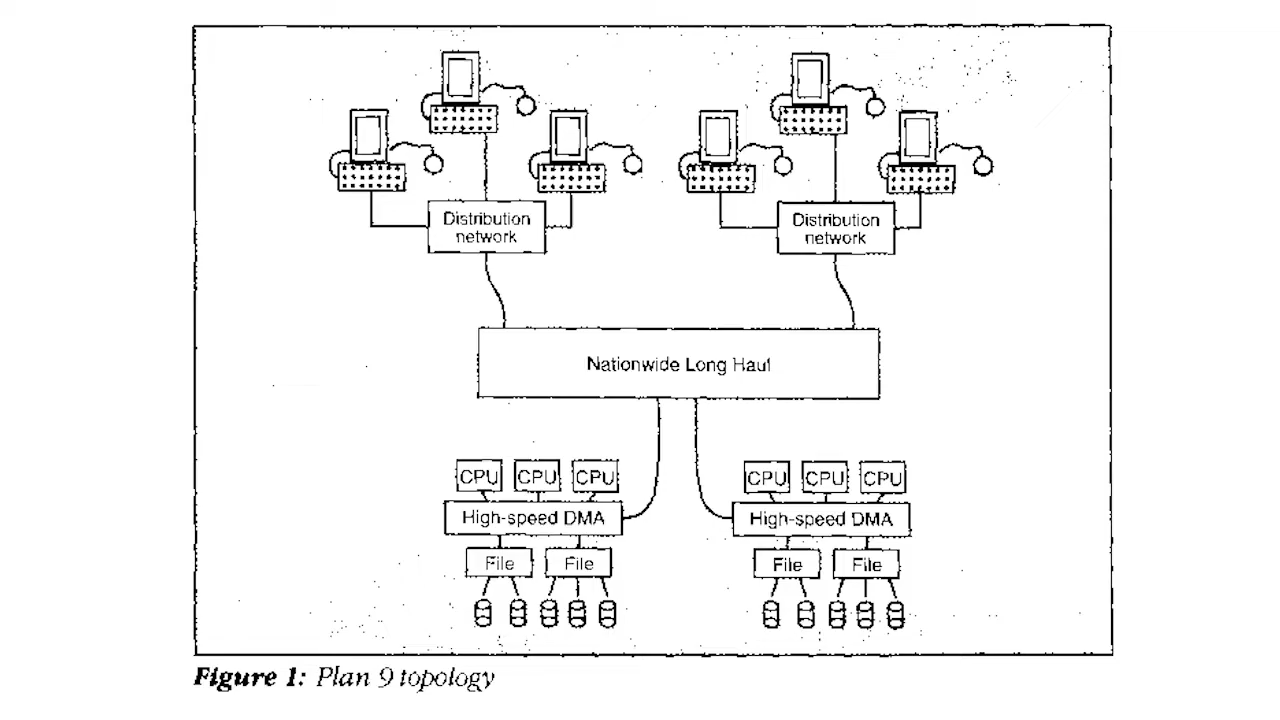 Distribution
network
Distribution
network
Nationwide Long Haul
CPU CPU CPU
CPU CPU CPU
High-speed DMA
High-speed DMA
File File
File File
Figure 1: Plan 9 topology